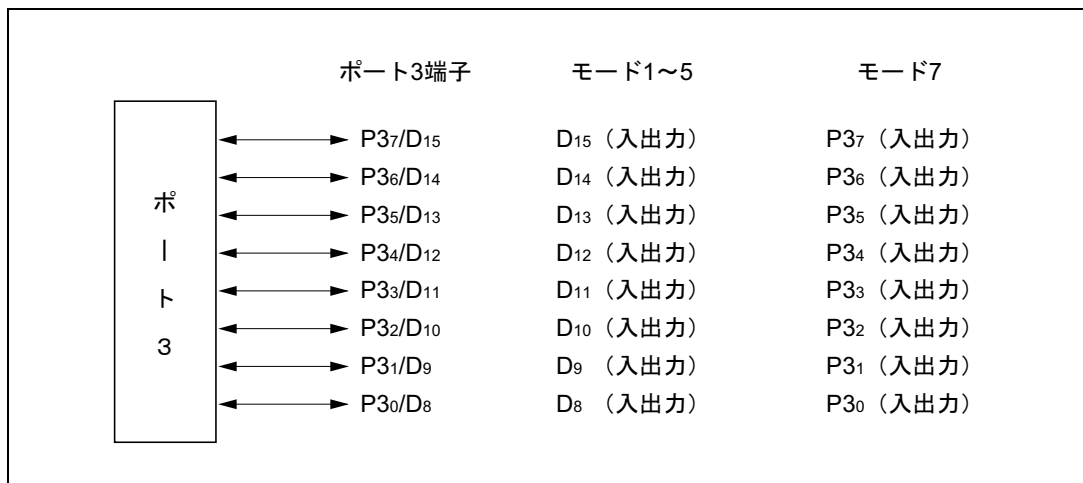 ポート3端子 モード1～5 モード7
P37/D15 D15（入出力） P37（入出力）
P36/D14 D14（入出力） P36（入出力）
P35/D13 D13（入出力） P35（入出力）
P34/D12 D12（入出力） P34（入出力）
P33/D11 D11（入出力） P33（入出力）
P32/D10 D10（入出力） P32（入出力）
P31/D9 D9（入出力） P31（入出力）
P30/D8 D8（入出力） P30（入出力）
ポート3